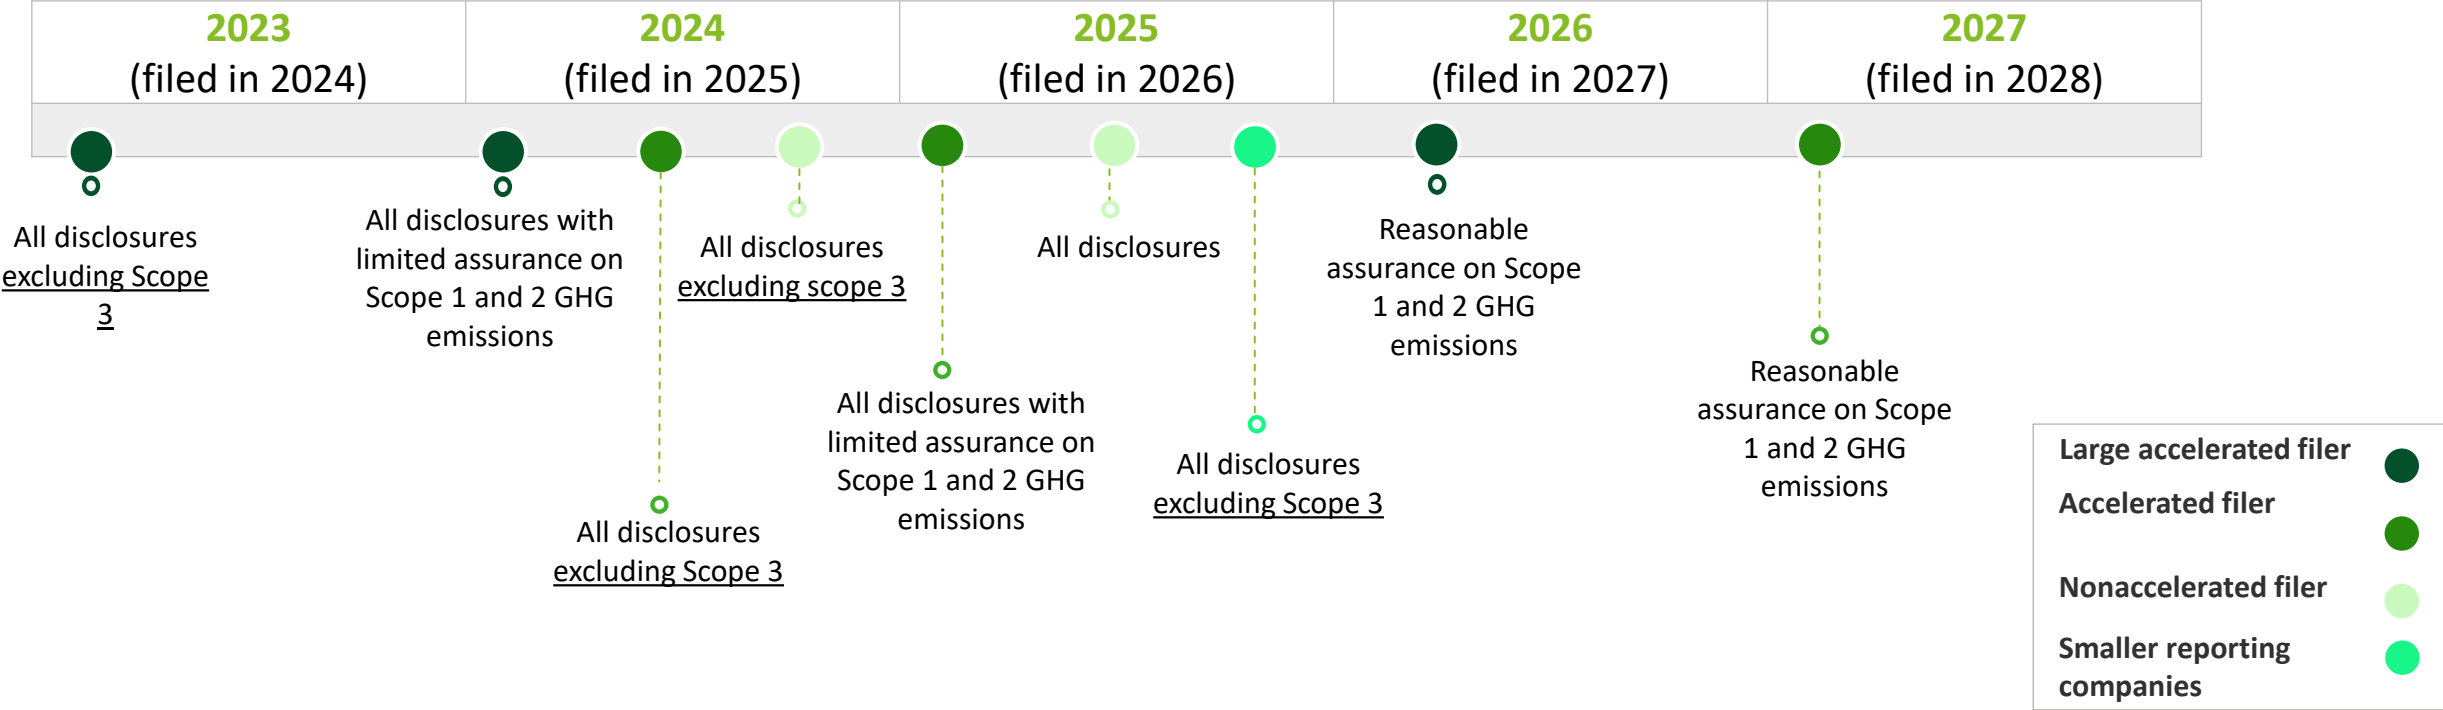 2023
(filed in 2024)
2024
(filed in 2025)
2025
(filed in 2026)
2026
(filed in 2027)
2027
(filed in 2028)
All disclosures
excluding Scope
3
All disclosures with
limited assurance on
Scope 1 and 2 GHG
emissions
All disclosures
excluding Scope 3
All disclosures
excluding scope 3
All disclosures with
limited assurance on
Scope 1 and 2 GHG
emissions
All disclosures
All disclosures
excluding Scope 3
Reasonable
assurance on Scope
1 and 2 GHG
emissions
Reasonable
assurance on Scope
1 and 2 GHG
emissions
Large accelerated filer
Accelerated filer
Nonaccelerated filer
Smaller reporting
companies